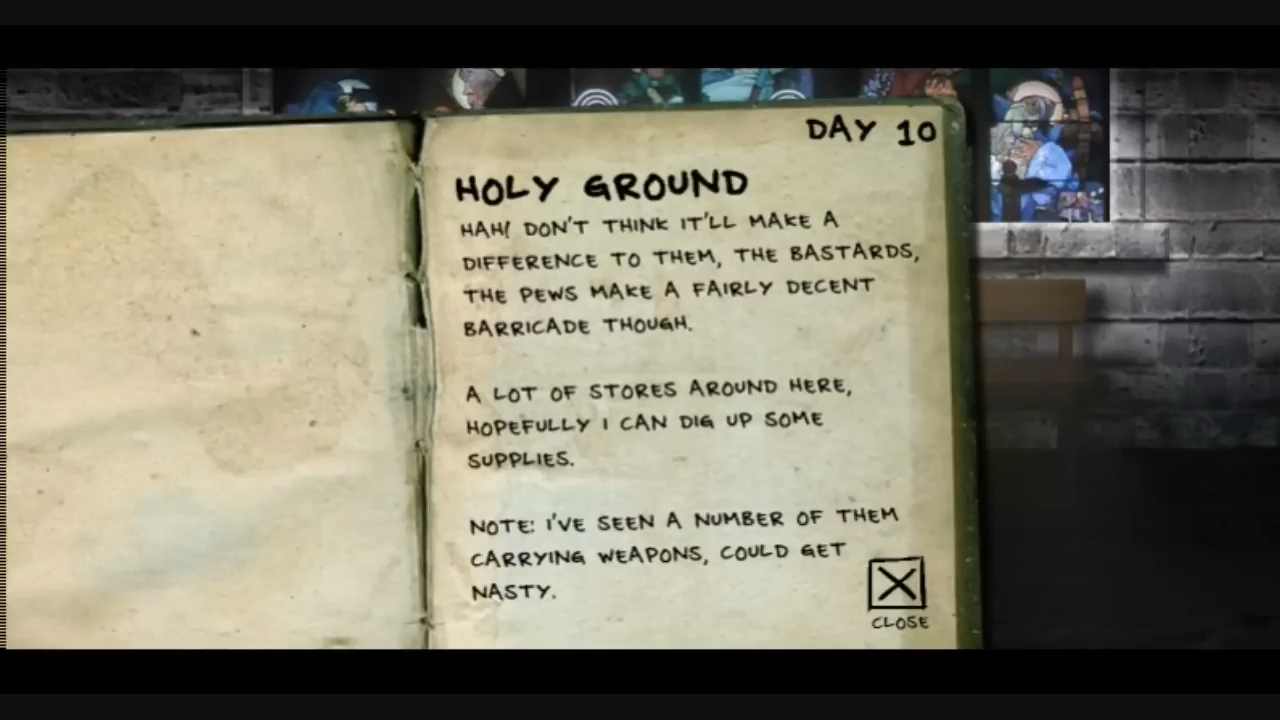 DAY 10
HOLY GROUND
HAH! DON'T THINK IT'LL MAKE A
DIFFERENCE TO THEM, THE BASTARDS,
THE PEWS MAKE A FAIRLY DECENT
BARRICADE THOUGH.
A LOT OF STORES AROUND HERE,
HOPEFULLY I CAN DIG UP SOME
SUPPLIES.
NOTE: I'VE SEEN A NUMBER OF THEM
CARRYING WEAPONS, COULD GET
NASTY.
CLOSE